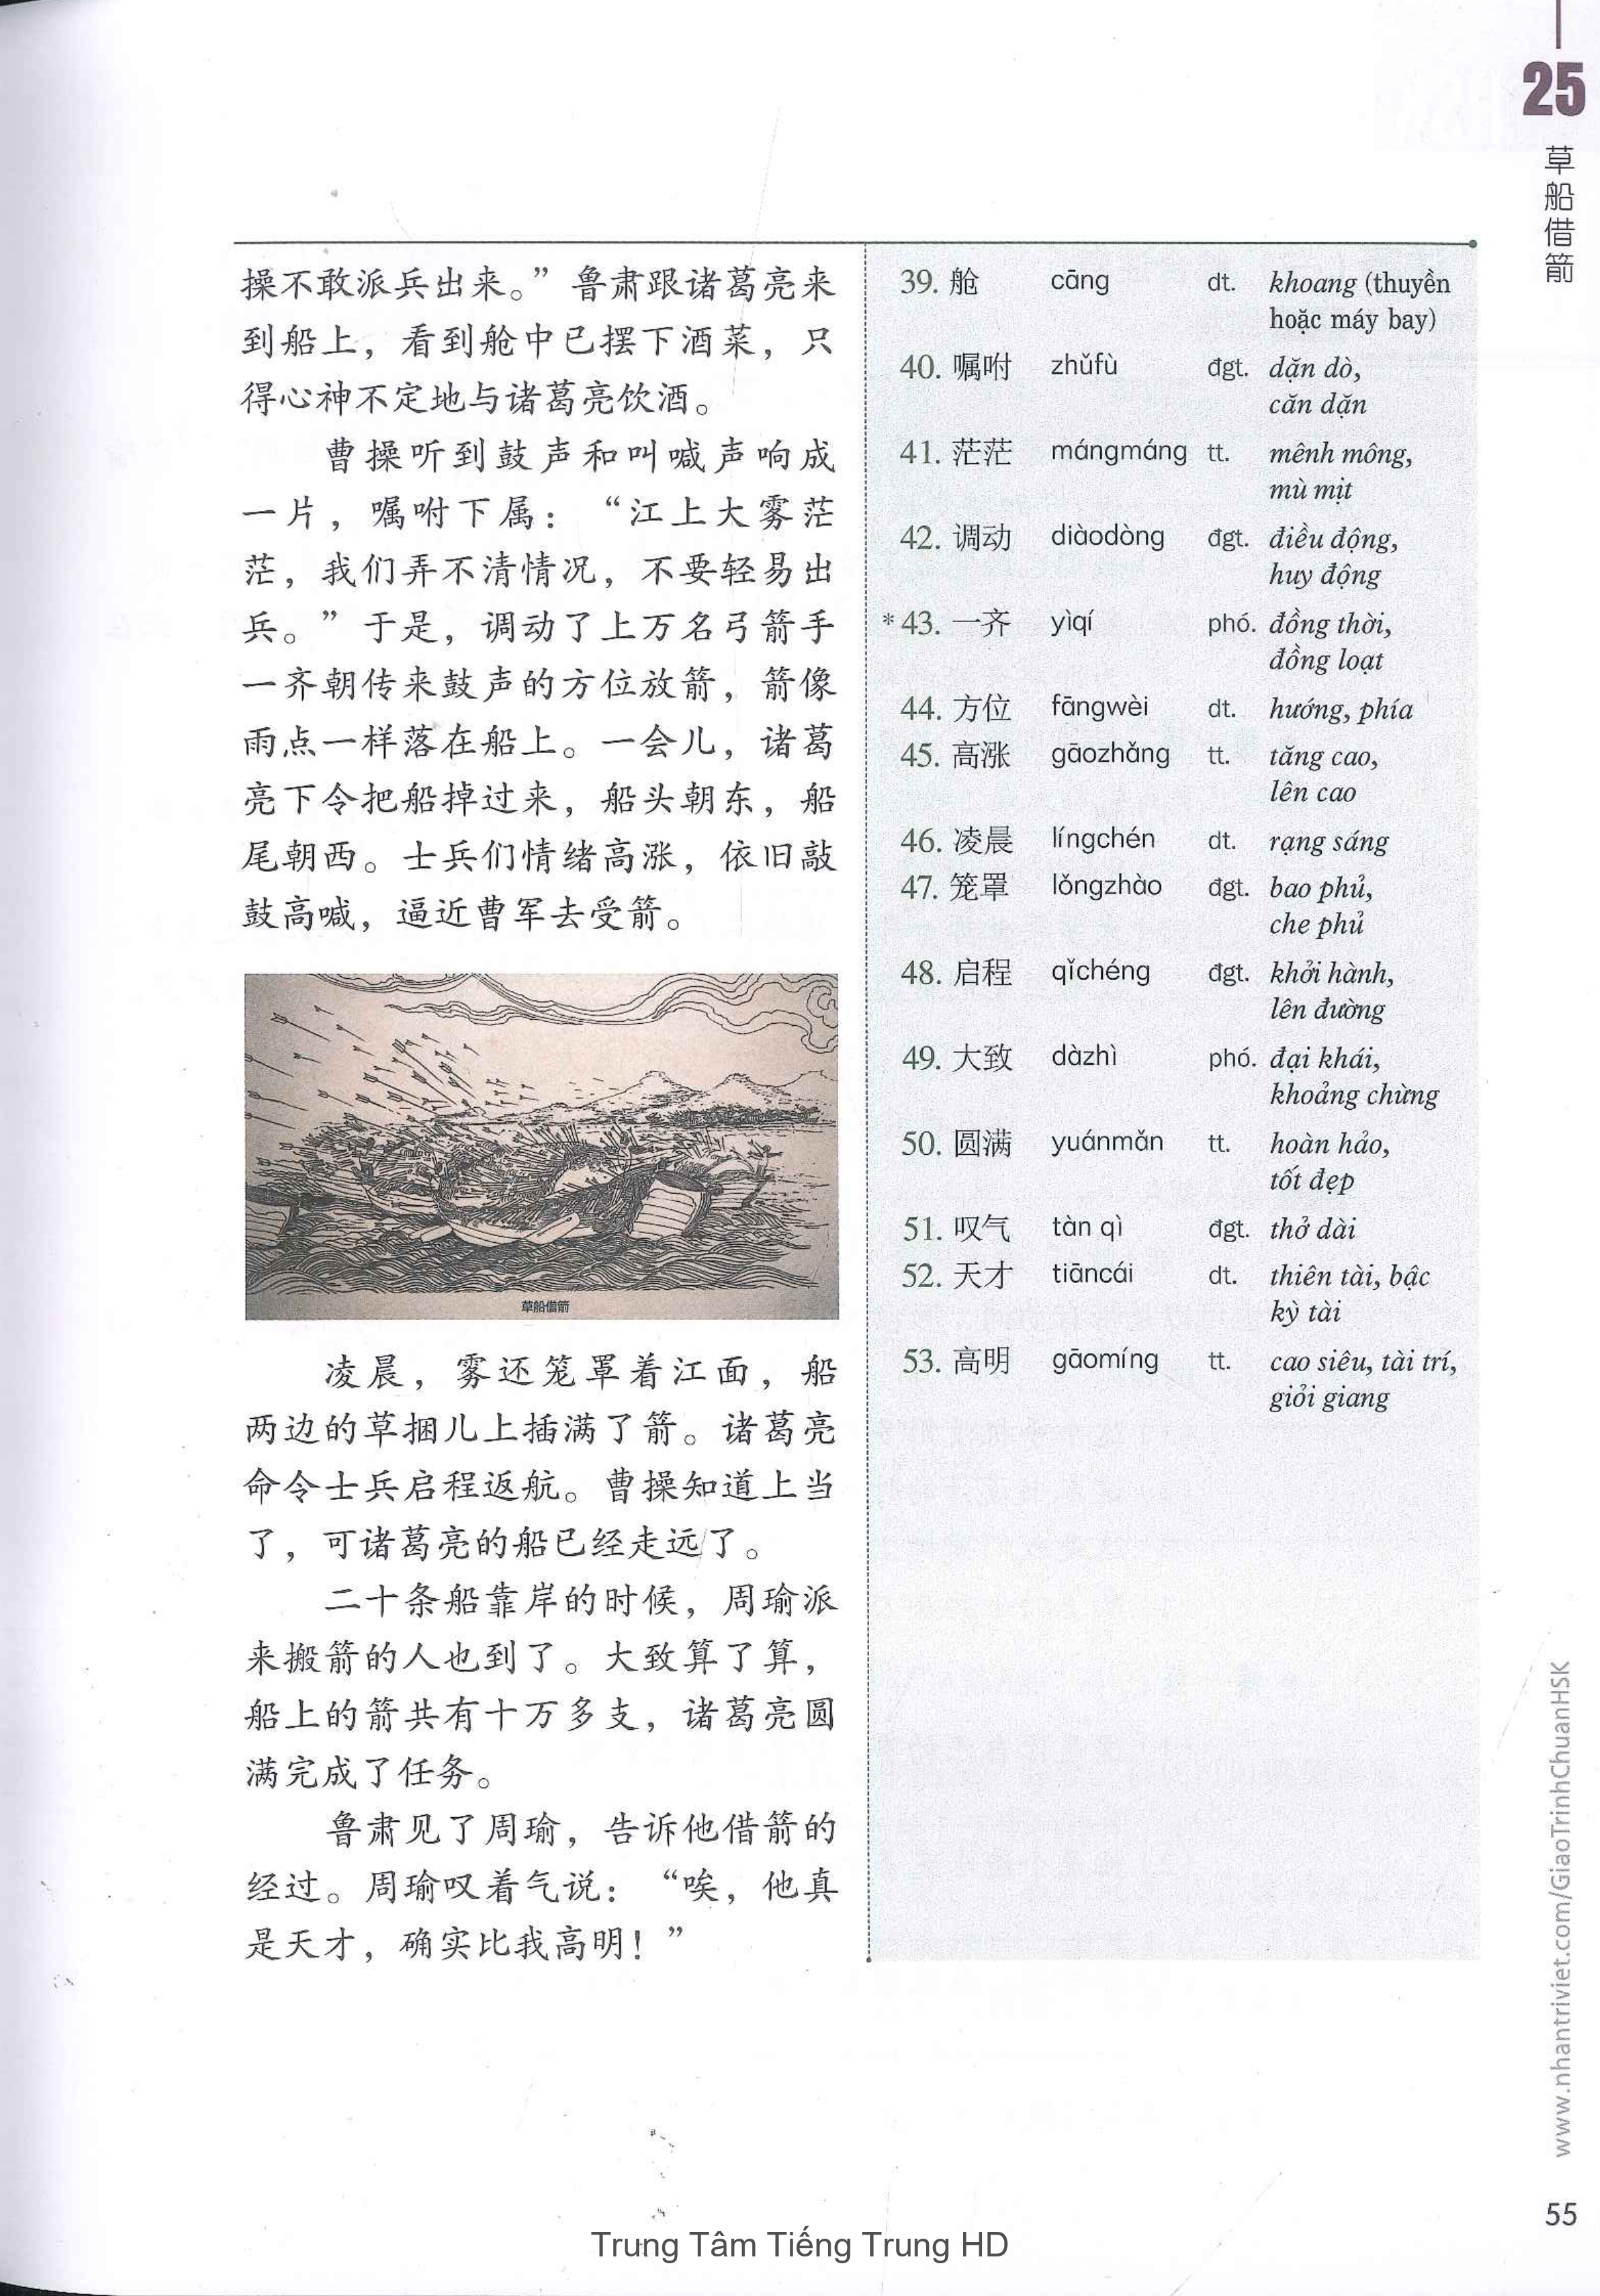 25
草船借箭
操不敢派兵出来。”鲁肃跟诸葛亮来
到船上，看到舱中已摆下酒菜，只
得心神不定地与诸葛亮饮酒。
曹操听到鼓声和叫喊声响成
一片，嘱咐下属：“江上大雾茫
茫，我们弄不清情况，不要轻易出
兵。”于是，调动了上万名弓箭手
一齐朝传来鼓声的方位放箭，箭像
雨点一样落在船上。一会儿，诸葛
亮下令把船掉过来，船头朝东，船
尾朝西。士兵们情绪高涨，依旧敲
鼓高喊，逼近曹军去受箭。
草船借箭
凌晨，雾还笼罩着江面，船
两边的草捆儿上插满了箭。诸葛亮
命令士兵启程返航。曹操知道上当
了，可诸葛亮的船已经走远了。
二十条船靠岸的时候，周瑜派
来搬箭的人也到了。大致算了算，
船上的箭共有十万多支，诸葛亮圆
满完成了任务。
鲁肃见了周瑜，告诉他借箭的
经过。周瑜叹着气说：“唉，他真
是天才，确实比我高明！”
39. 舱 cāng dt. khoang (thuyền
hoặc máy bay)
40. 嘱咐 zhǔfù đgt. dặn dò,
căn dặn
41. 茫茫 mángmáng tt. mênh mông,
mù mịt
42. 调动 diàodòng đgt. điều động,
huy động
*43. 一齐 yìqí phó. đồng thời,
đồng loạt
44. 方位 fāngwèi dt. hướng, phía
45. 高涨 gāozhǎng tt. tăng cao,
lên cao
46. 凌晨 língchén dt. rạng sáng
47. 笼罩 lǒngzhào đgt. bao phủ,
che phủ
48. 启程 qǐchéng đgt. khởi hành,
lên đường
49. 大致 dàzhì phó. đại khái,
khoảng chừng
50. 圆满 yuánmǎn tt. hoàn hảo,
tốt đẹp
51. 叹气 tàn qì đgt. thở dài
52. 天才 tiāncái dt. thiên tài, bậc
kỳ tài
53. 高明 gāomíng tt. cao siêu, tài trí,
giỏi giang
www.nhantriviet.com/GiaoTrinhChuanHSK
55
Trung Tâm Tiếng Trung HD